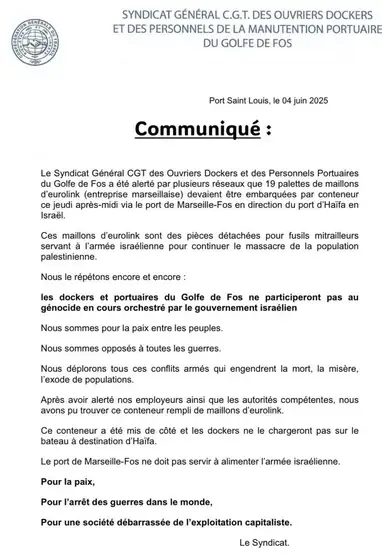 SYNDICAT GÉNÉRAL C.G.T. DES OUVRIERS DOCKERS
ET DES PERSONNELS DE LA MANUTENTION PORTUAIRE
DU GOLFE DE FOS
Port Saint Louis, le 04 juin 2025
Communiqué :
Le Syndicat Général CGT des Ouvriers Dockers et des Personnels Portuaires
du Golfe de Fos a été alerté par plusieurs réseaux que 19 palettes de maillons
d'eurolink (entreprise marseillaise) devaient être embarquées par conteneur
ce jeudi après-midi via le port de Marseille-Fos en direction du port d'Haïfa en
Israël.
Ces maillons d'eurolink sont des pièces détachées pour fusils mitrailleurs
servant à l'armée israélienne pour continuer le massacre de la population
palestinienne.
Nous le répétons encore et encore :
les dockers et portuaires du Golfe de Fos ne participeront pas au
génocide en cours orchestré par le gouvernement israélien
Nous sommes pour la paix entre les peuples.
Nous sommes opposés à toutes les guerres.
Nous déplorons tous ces conflits armés qui engendrent la mort, la misère,
l'exode de populations.
Après avoir alerté nos employeurs ainsi que les autorités compétentes, nous
avons pu trouver ce conteneur rempli de maillons d'eurolink.
Ce conteneur a été mis de côté et les dockers ne le chargeront pas sur le
bateau à destination d'Haïfa.
Le port de Marseille-Fos ne doit pas servir à alimenter l'armée israélienne.
Pour la paix,
Pour l'arrêt des guerres dans le monde,
Pour une société débarrassée de l'exploitation capitaliste.
Le Syndicat.